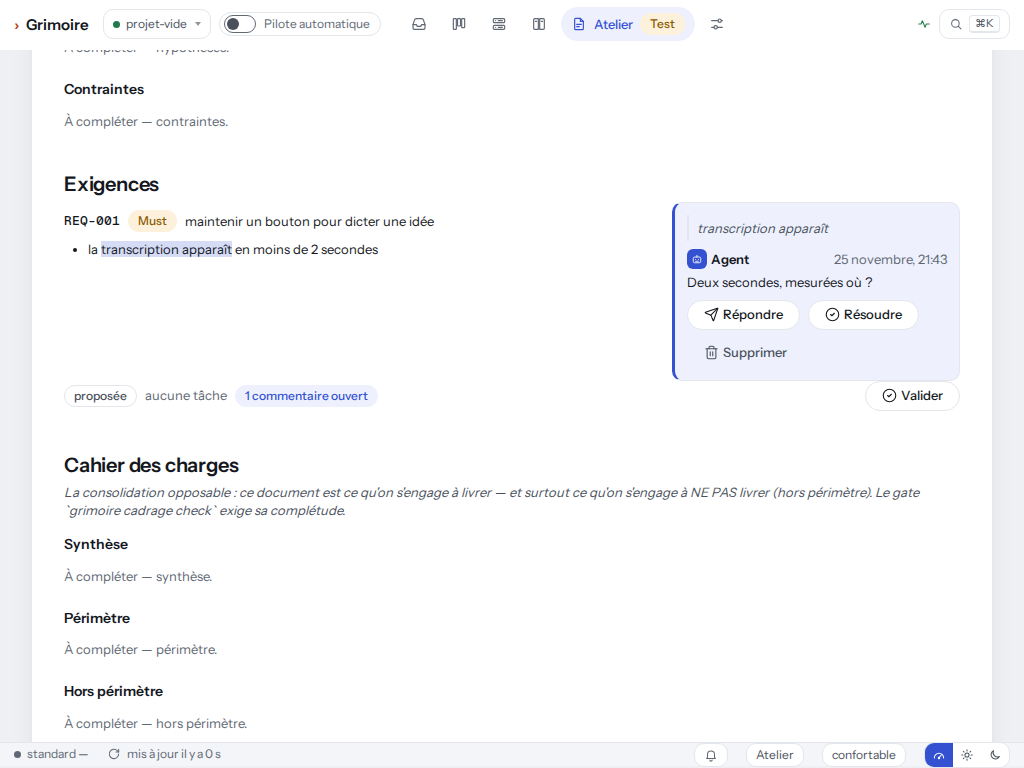 › Grimoire projet-vide Pilote automatique Atelier Test ⌘K
À compléter — hypothèses.
Contraintes
À compléter — contraintes.
Exigences
REQ-001 Must maintenir un bouton pour dicter une idée
la transcription apparaît en moins de 2 secondes
transcription apparaît
Agent 25 novembre, 21:43
Deux secondes, mesurées où ?
Répondre Résoudre
Supprimer
proposée aucune tâche 1 commentaire ouvert Valider
Cahier des charges
La consolidation opposable : ce document est ce qu'on s'engage à livrer — et surtout ce qu'on s'engage à NE PAS livrer (hors périmètre). Le gate
`grimoire cadrage check` exige sa complétude.
Synthèse
À compléter — synthèse.
Périmètre
À compléter — périmètre.
Hors périmètre
À compléter — hors périmètre.
standard — mis à jour il y a 0 s Atelier confortable